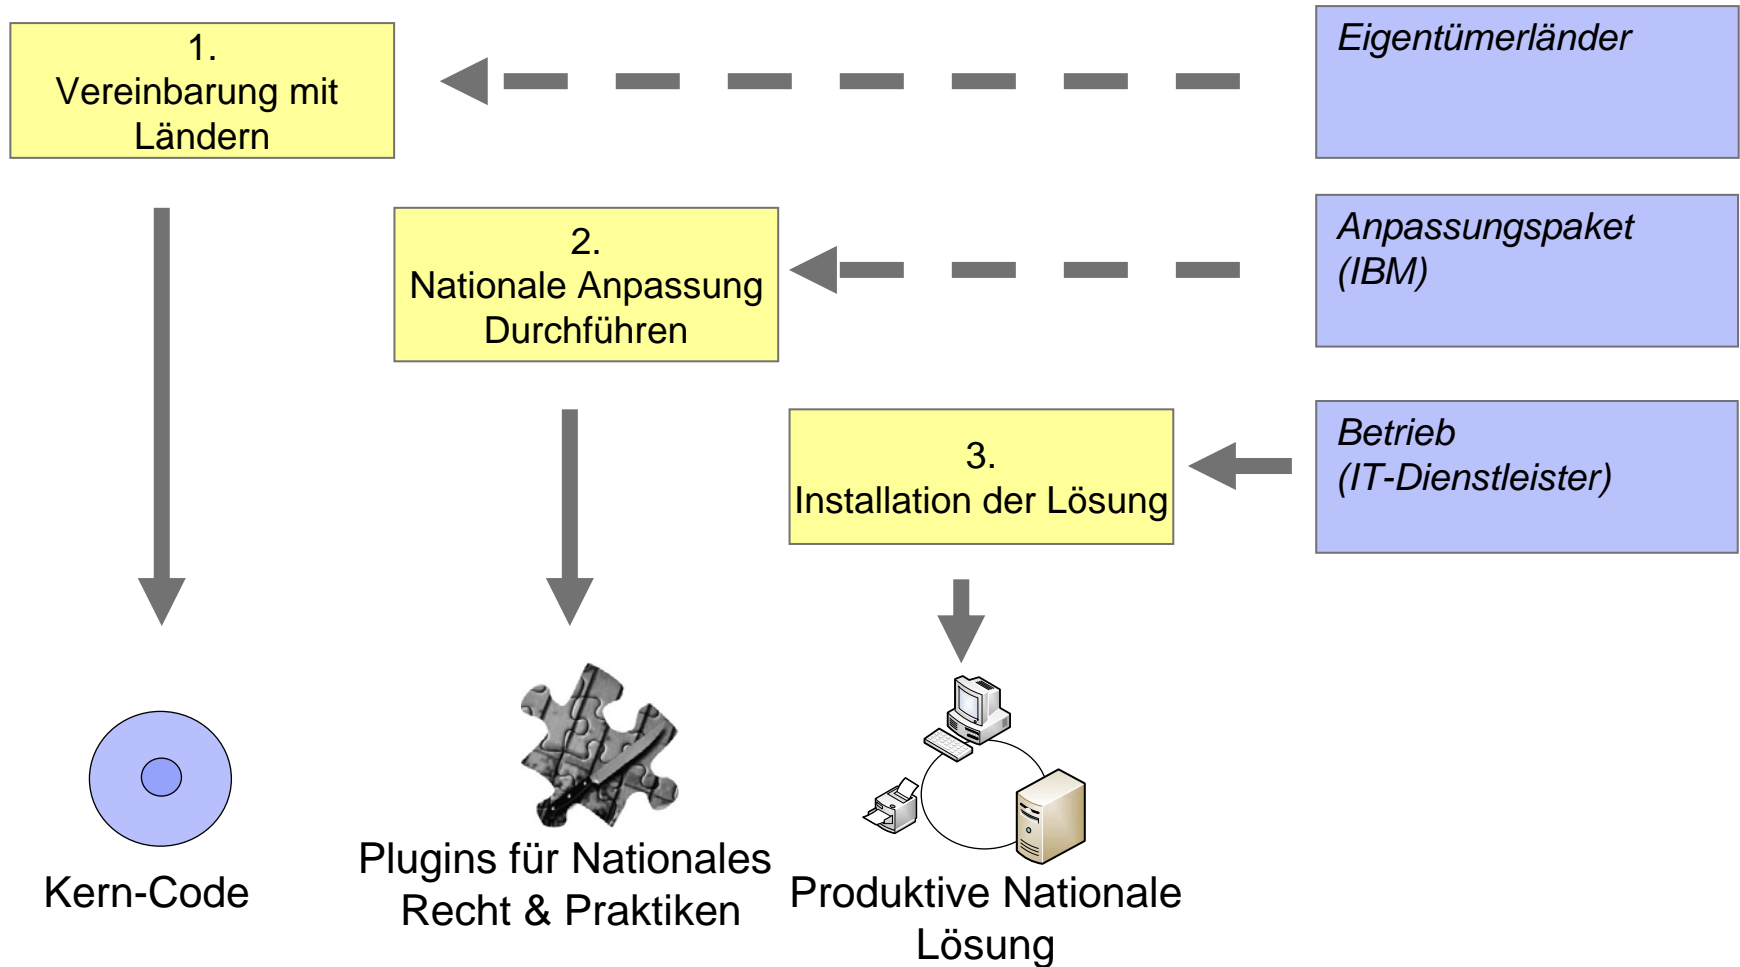 1.
Vereinbarung mit
Ländern
Eigentümerländer
2.
Nationale Anpassung
Durchführen
Anpassungspaket
(IBM)
3.
Installation der Lösung
Betrieb
(IT-Dienstleister)
Kern-Code
Plugins für Nationales
Recht & Praktiken
Produktive Nationale
Lösung